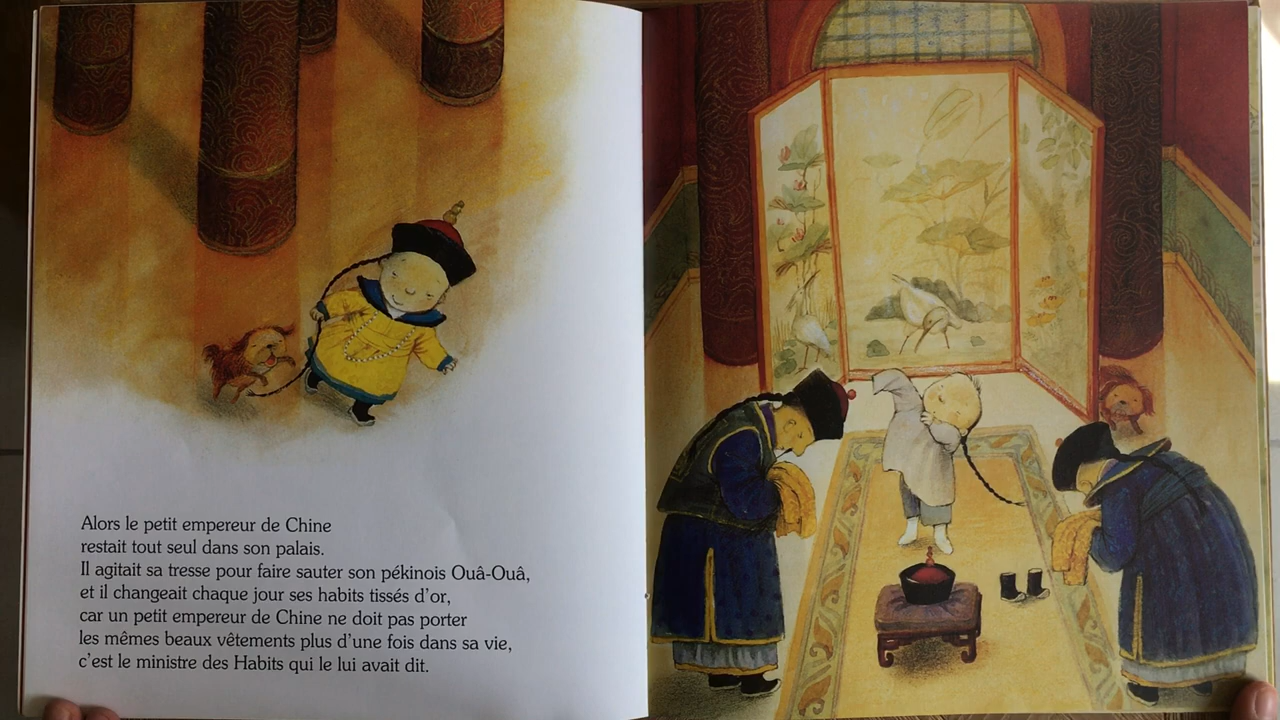 Alors le petit empereur de Chine
restait tout seul dans son palais.
Il agitait sa tresse pour faire sauter son pékinois Ouâ-Ouâ,
et il changeait chaque jour ses habits tissés d'or,
car un petit empereur de Chine ne doit pas porter
les mêmes beaux vêtements plus d'une fois dans sa vie,
c'est le ministre des Habits qui le lui avait dit.